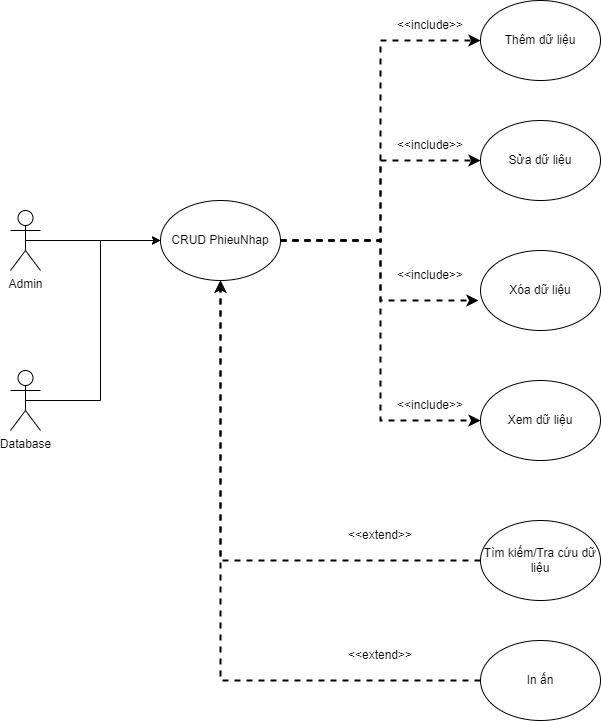 <<include>>
Thêm dữ liệu
<<include>>
Sửa dữ liệu
CRUD PhieuNhap
Admin
<<include>>
Xóa dữ liệu
<<include>>
Xem dữ liệu
Database
<<extend>>
Tìm kiếm/Tra cứu dữ
liệu
<<extend>>
In ấn